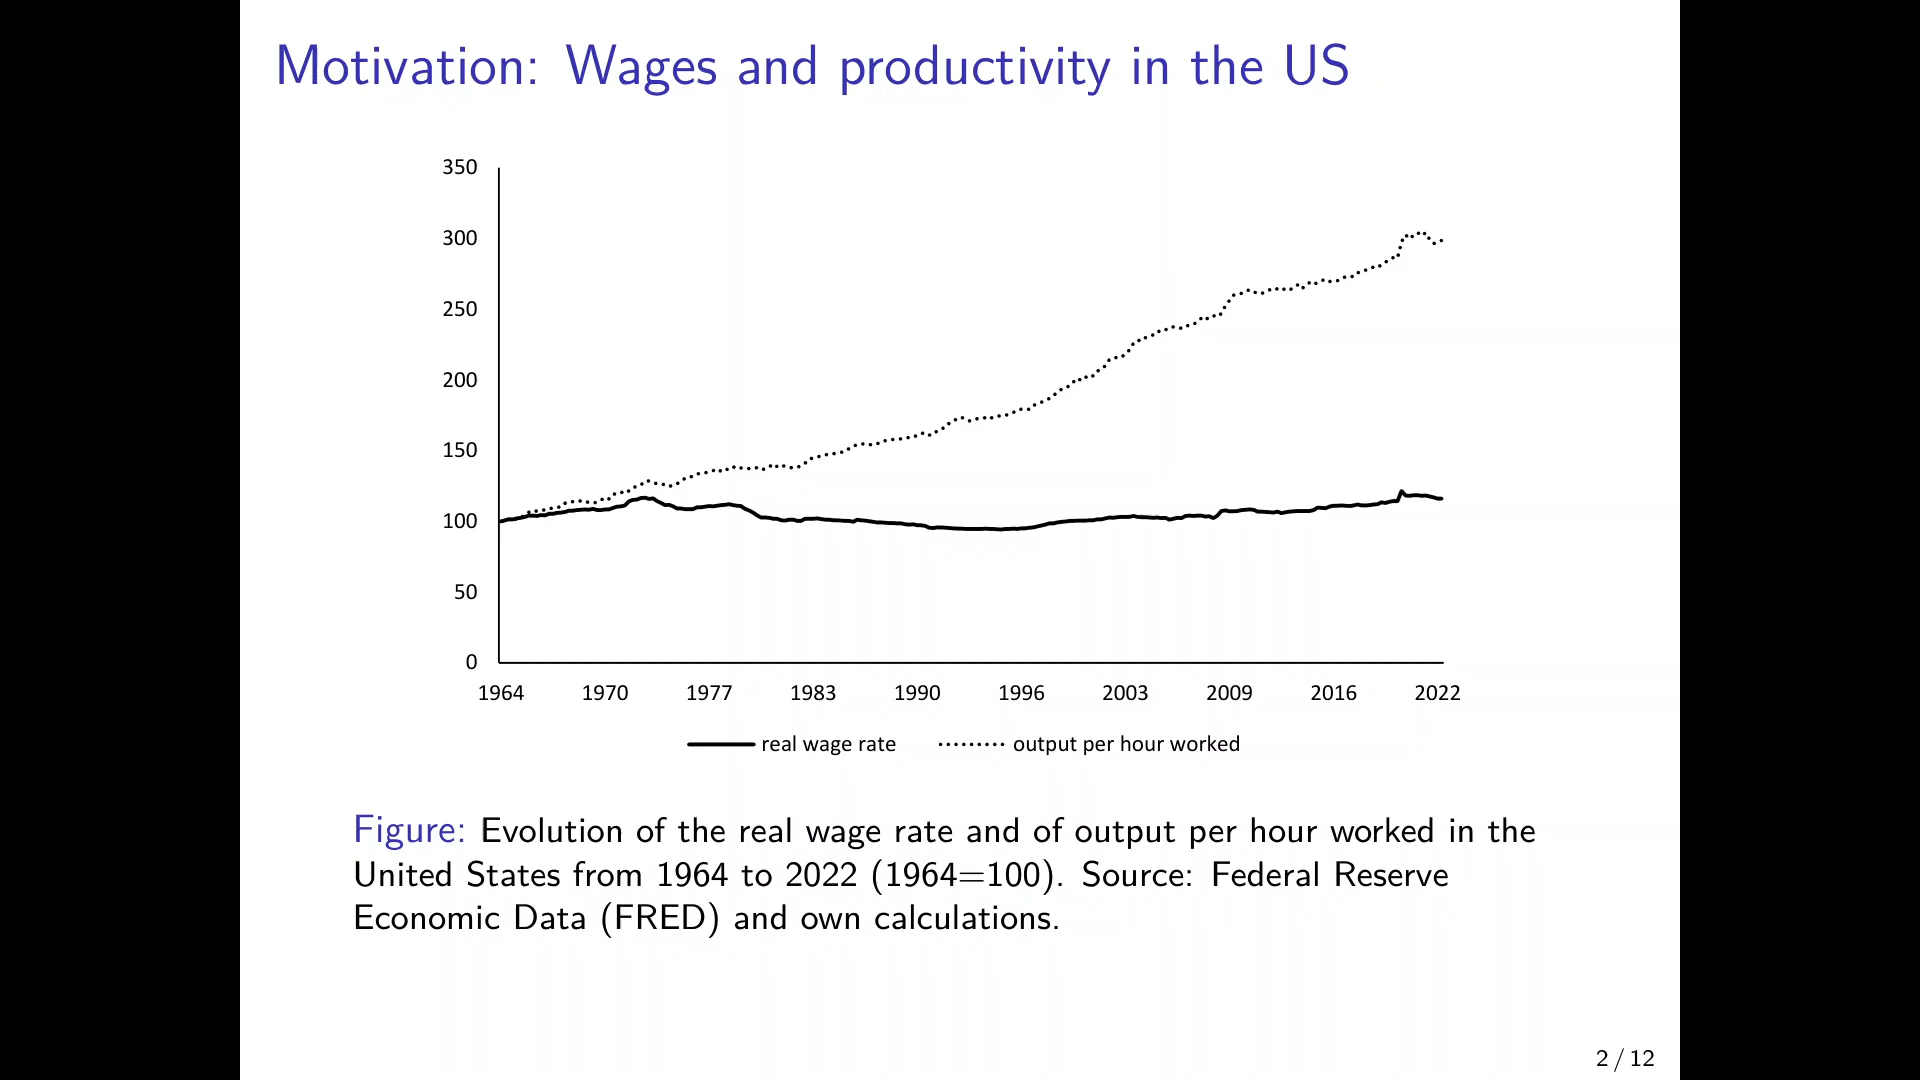 Motivation: Wages and productivity in the US
350
300
250
200
150
100
50
0
1964 1970 1977 1983 1990 1996 2003 2009 2016 2022
real wage rate output per hour worked
Figure: Evolution of the real wage rate and of output per hour worked in the
United States from 1964 to 2022 (1964=100). Source: Federal Reserve
Economic Data (FRED) and own calculations.
2 / 12